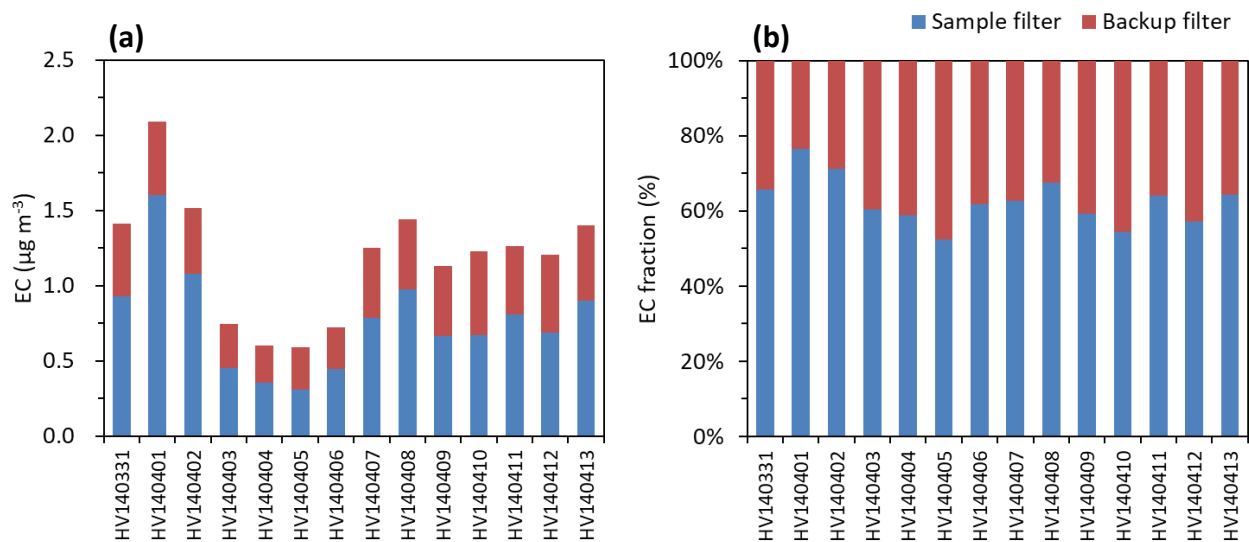 (a)
(b)
Sample filter
Backup filter
EC (µg m⁻³)
2.5
2.0
1.5
1.0
0.5
0.0
HV140331
HV140401
HV140402
HV140403
HV140404
HV140405
HV140406
HV140407
HV140408
HV140409
HV140410
HV140411
HV140412
HV140413
EC fraction (%)
100%
80%
60%
40%
20%
0%
HV140331
HV140401
HV140402
HV140403
HV140404
HV140405
HV140406
HV140407
HV140408
HV140409
HV140410
HV140411
HV140412
HV140413